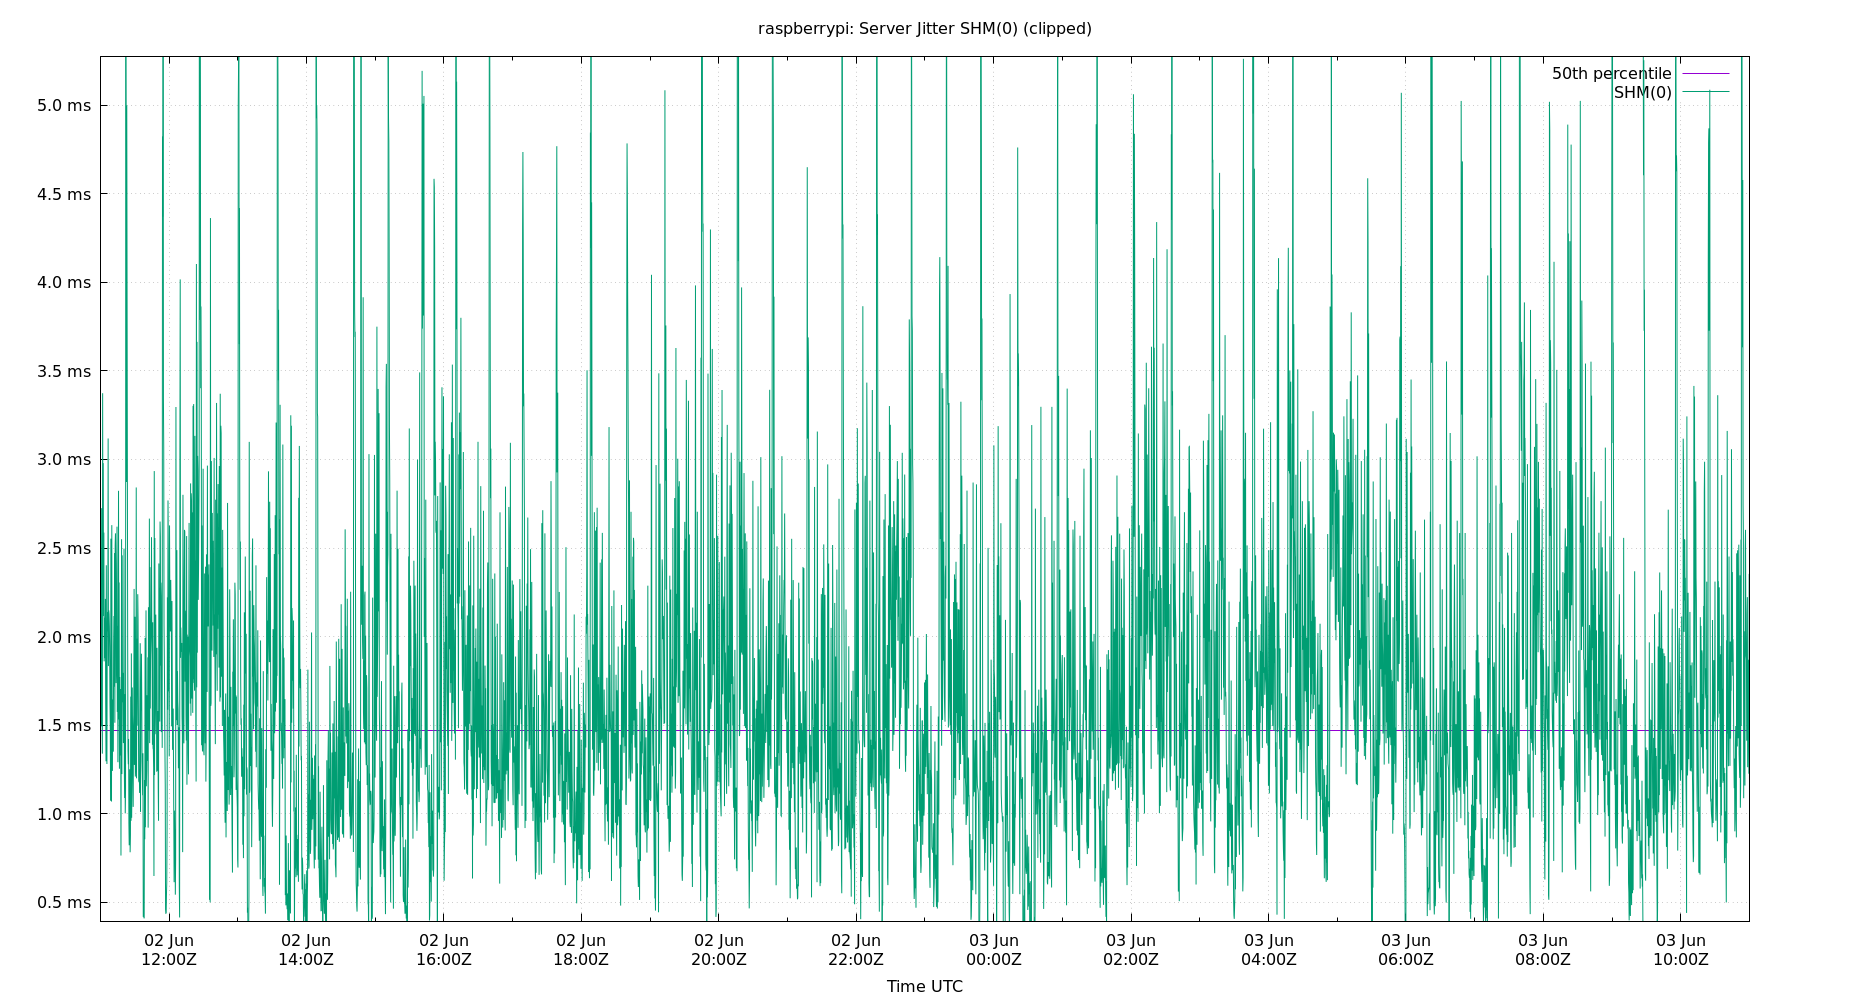 raspberrypi: Server Jitter SHM(0) (clipped)
50th percentile
SHM(0)
5.0 ms
4.5 ms
4.0 ms
3.5 ms
3.0 ms
2.5 ms
2.0 ms
1.5 ms
1.0 ms
0.5 ms
02 Jun 02 Jun 02 Jun 02 Jun 02 Jun 02 Jun 03 Jun 03 Jun 03 Jun 03 Jun 03 Jun 03 Jun
12:00Z 14:00Z 16:00Z 18:00Z 20:00Z 22:00Z 00:00Z 02:00Z 04:00Z 06:00Z 08:00Z 10:00Z
Time UTC